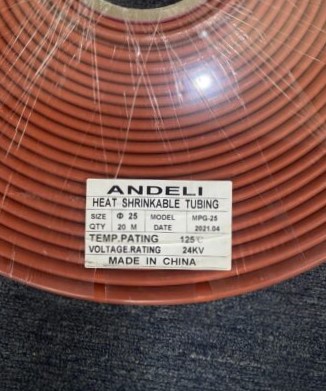 ANDELI
HEAT SHRINKABLE TUBING
SIZE Φ 25 MODEL MPG-25
QTY 20 M DATE 2021.04
TEMP.PATING 125℃
VOLTAGE.RATING 24KV
MADE IN CHINA